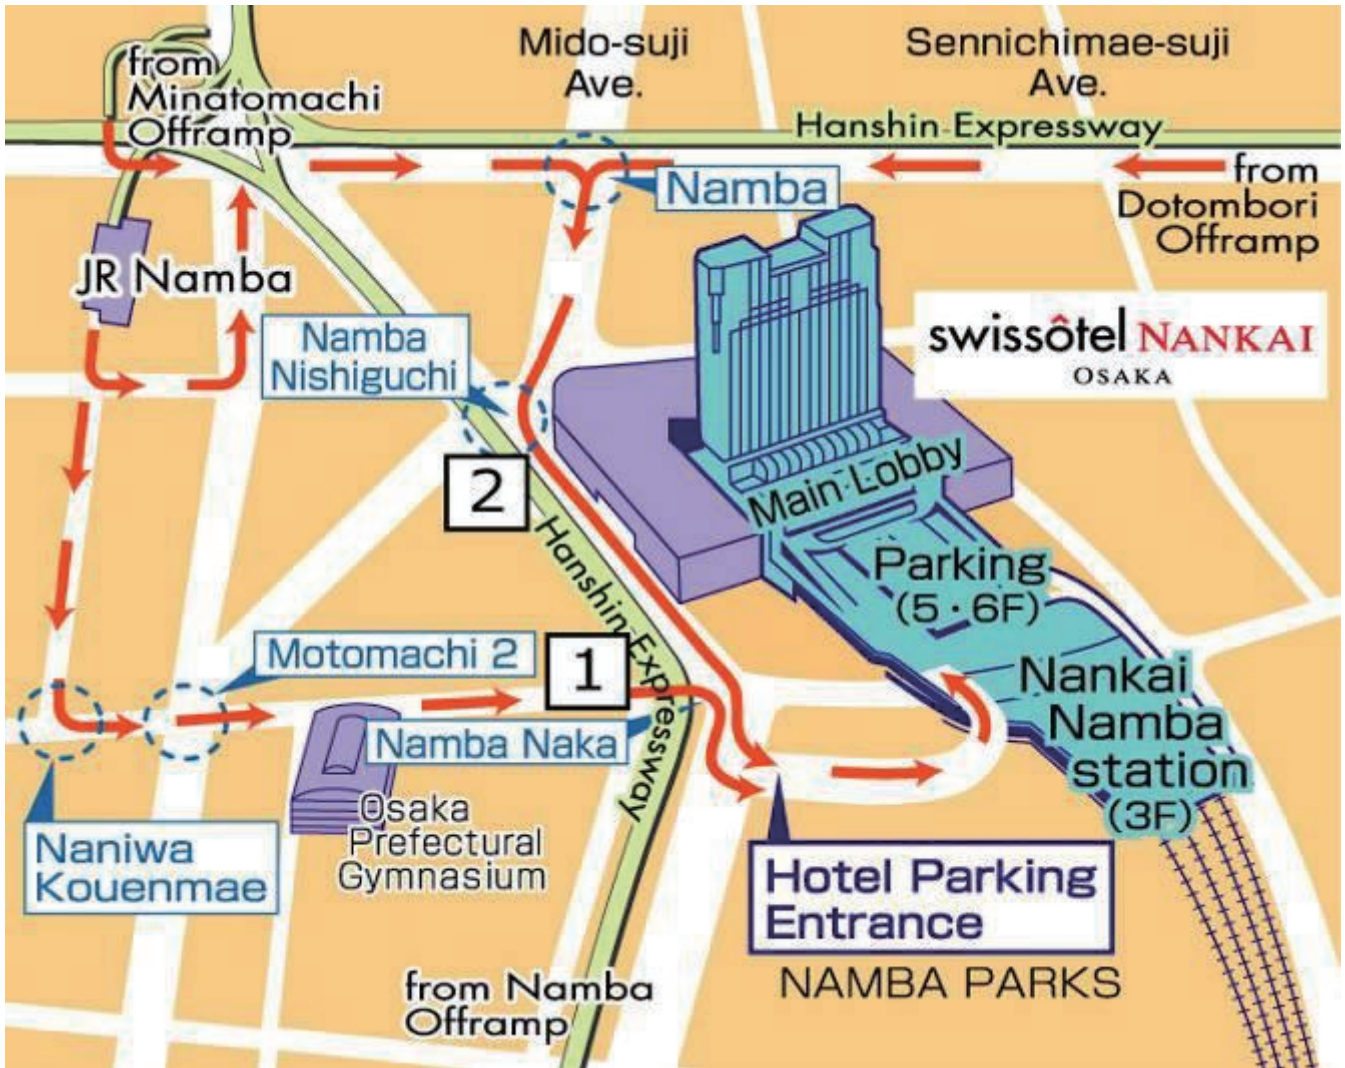 Mido-suji
Ave.
Sennichimae-suji
Ave.
from
Minatomachi
Offramp
Hanshin Expressway
Namba
from
Dotombori
Offramp
JR Namba
Namba
Nishiguchi
swissôtel NANKAI
OSAKA
2
Main Lobby
Hanshin Expressway
Parking
(5・6F)
Motomachi 2
1
Nankai
Namba
station
(3F)
Namba Naka
Osaka
Prefectural
Gymnasium
Naniwa
Kouenmae
Hotel Parking
Entrance
NAMBA PARKS
from Namba
Offramp